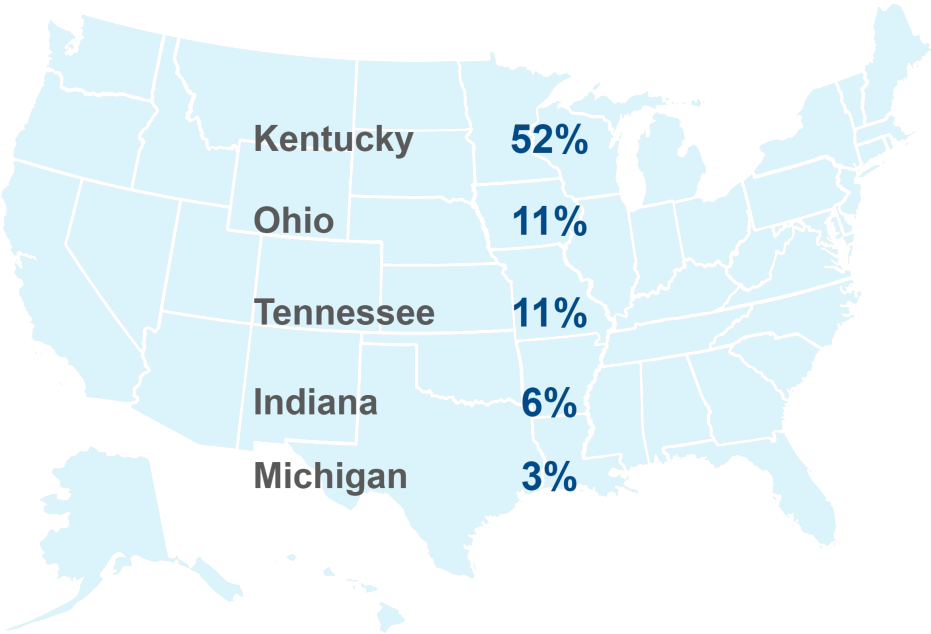 Kentucky 52%
Ohio 11%
Tennessee 11%
Indiana 6%
Michigan 3%